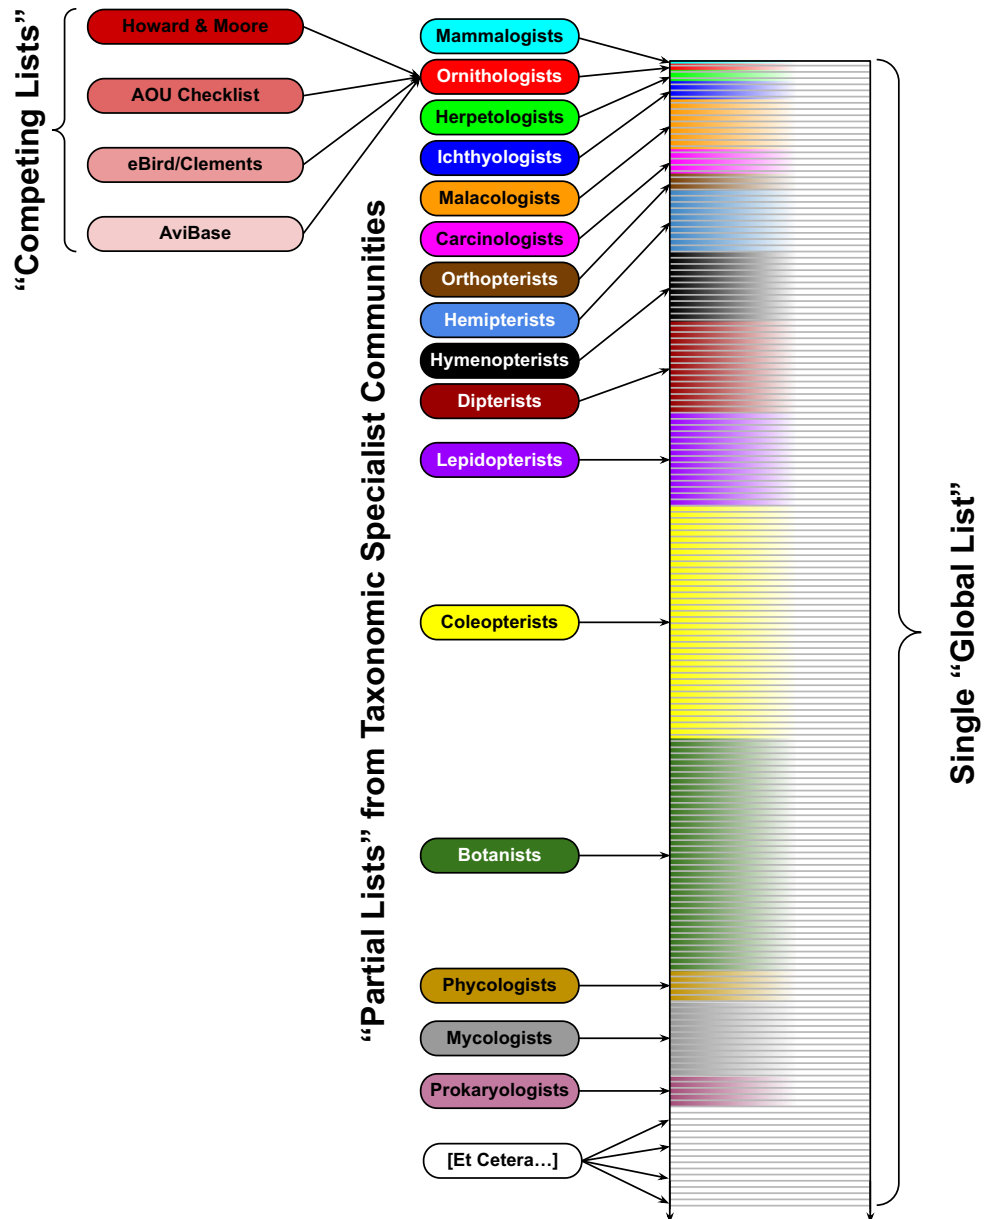 “Competing Lists”
Howard & Moore
AOU Checklist
eBird/Clements
AviBase
“Partial Lists” from Taxonomic Specialist Communities
Mammalogists
Ornithologists
Herpetologists
Ichthyologists
Malacologists
Carcinologists
Orthopterists
Hemipterists
Hymenopterists
Dipterists
Lepidopterists
Coleopterists
Botanists
Phycologists
Mycologists
Prokaryologists
[Et Cetera…]
Single “Global List”